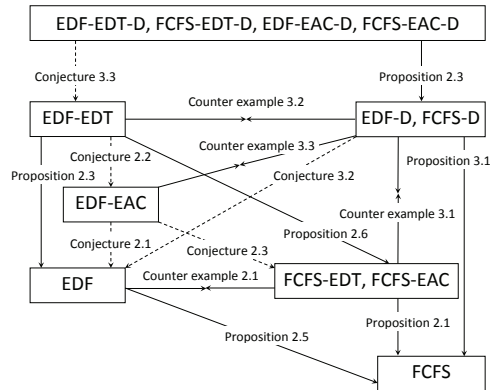 EDF-EDT-D, FCFS-EDT-D, EDF-EAC-D, FCFS-EAC-D
Conjecture 3.3
Proposition 2.3
Counter example 3.2
EDF-EDT
EDF-D, FCFS-D
Counter example 3.3
Conjecture 2.2
Proposition 3.1
Proposition 2.3
Conjecture 3.2
EDF-EAC
Counter example 3.1
Conjecture 2.1
Conjecture 2.3
Proposition 2.6
EDF
Counter example 2.1
FCFS-EDT, FCFS-EAC
Proposition 2.1
Proposition 2.5
FCFS